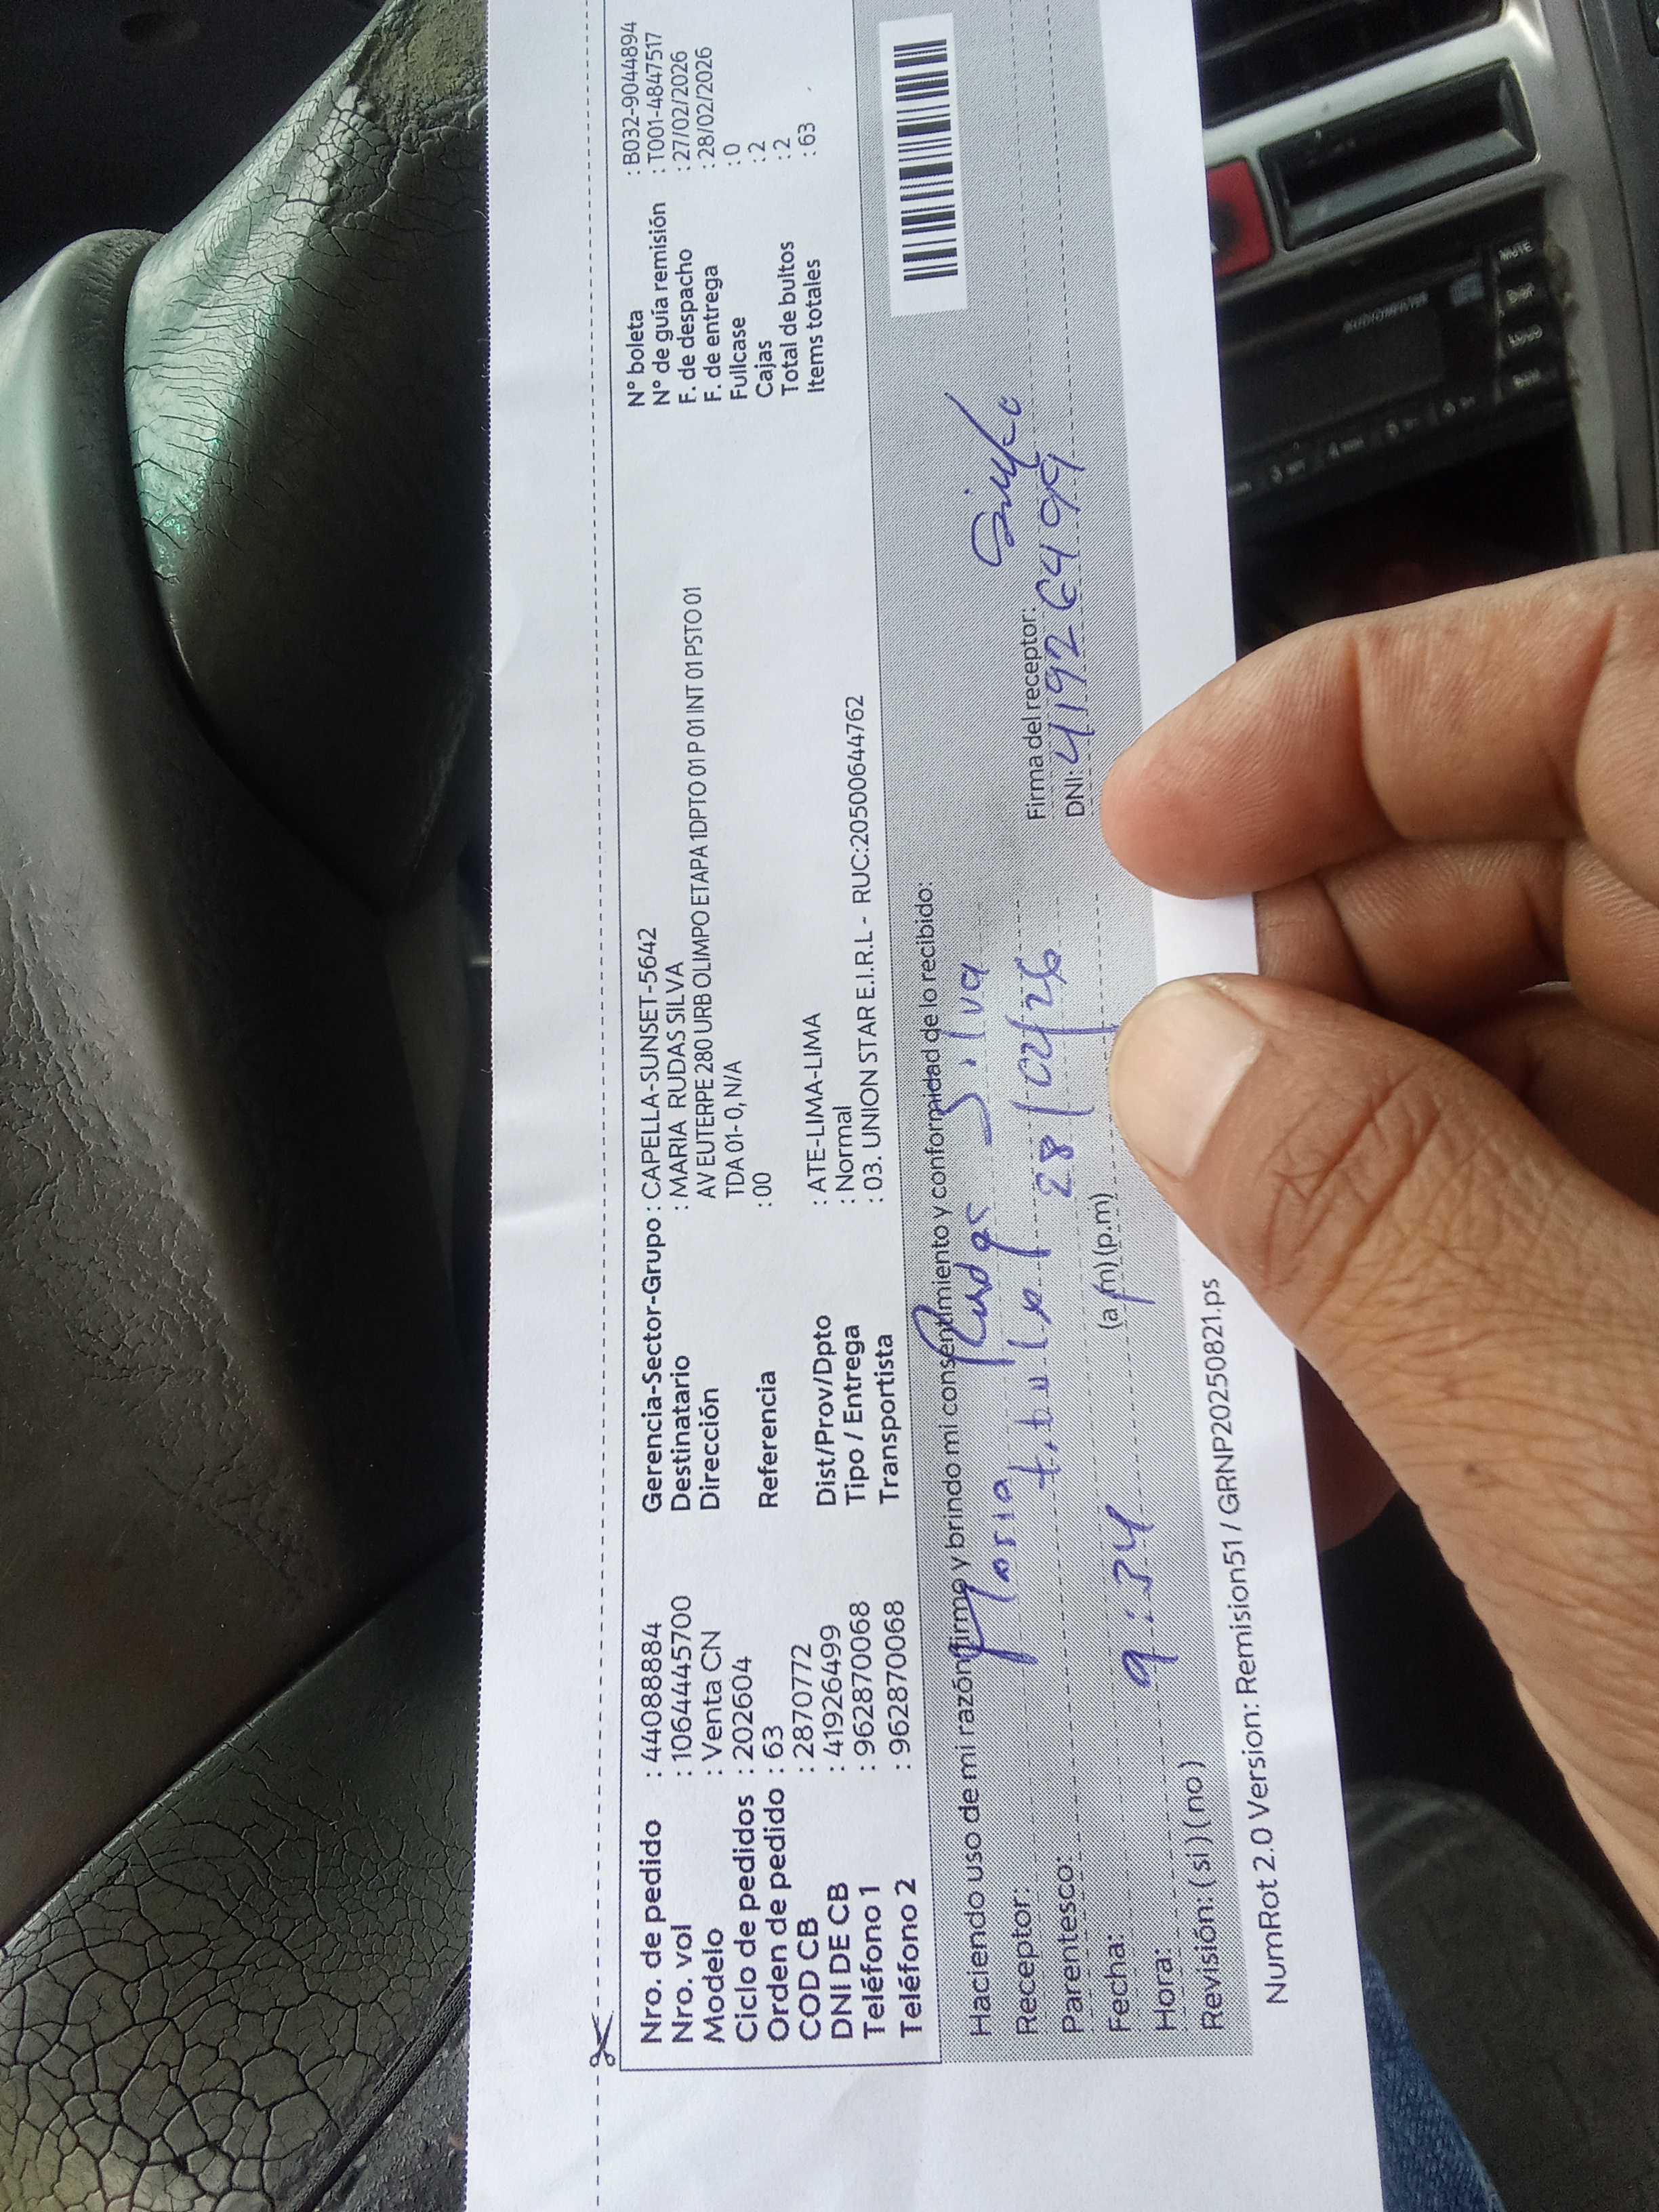 Nro. de pedido : 44088884
Nro. vol : 1064445700
Modelo : Venta CN
Ciclo de pedidos : 202604
Orden de pedido : 63
COD CB : 2870772
DNI DE CB : 41926499
Teléfono 1 : 962870068
Teléfono 2 : 962870068
Gerencia-Sector-Grupo : CAPELLA-SUNSET-5642
Destinatario : MARIA RUDAS SILVA
Dirección AV EUTERPE 280 URB OLIMPO ETAPA 1DPTO 01 P 01 INT 01 PSTO 01
TDA 01- 0, N/A
Referencia : 00
Dist/Prov/Dpto : ATE-LIMA-LIMA
Tipo / Entrega : Normal
Transportista : 03. UNION STAR E.I.R.L - RUC:20500644762
N° boleta : B032-9044894
N° de guía remisión : T001-4847517
F. de despacho : 27/02/2026
F. de entrega : 28/02/2026
Fullcase : 0
Cajas : 2
Total de bultos : 2
Items totales : 63
Haciendo uso de mi razón firmo y brindo mi consentimiento y conformidad de lo recibido:
Receptor: Maria Rudas Silva
Parentesco: titular
Fecha: 28/02/26
Hora: 9:34 (a.m) (p.m)
Revisión: ( si ) ( no )
Firma del receptor:
DNI: 41926499
NumRot 2.0 Version: Remision51 / GRNP20250821.ps
AUDIO
MUTE
DISP
LOUD